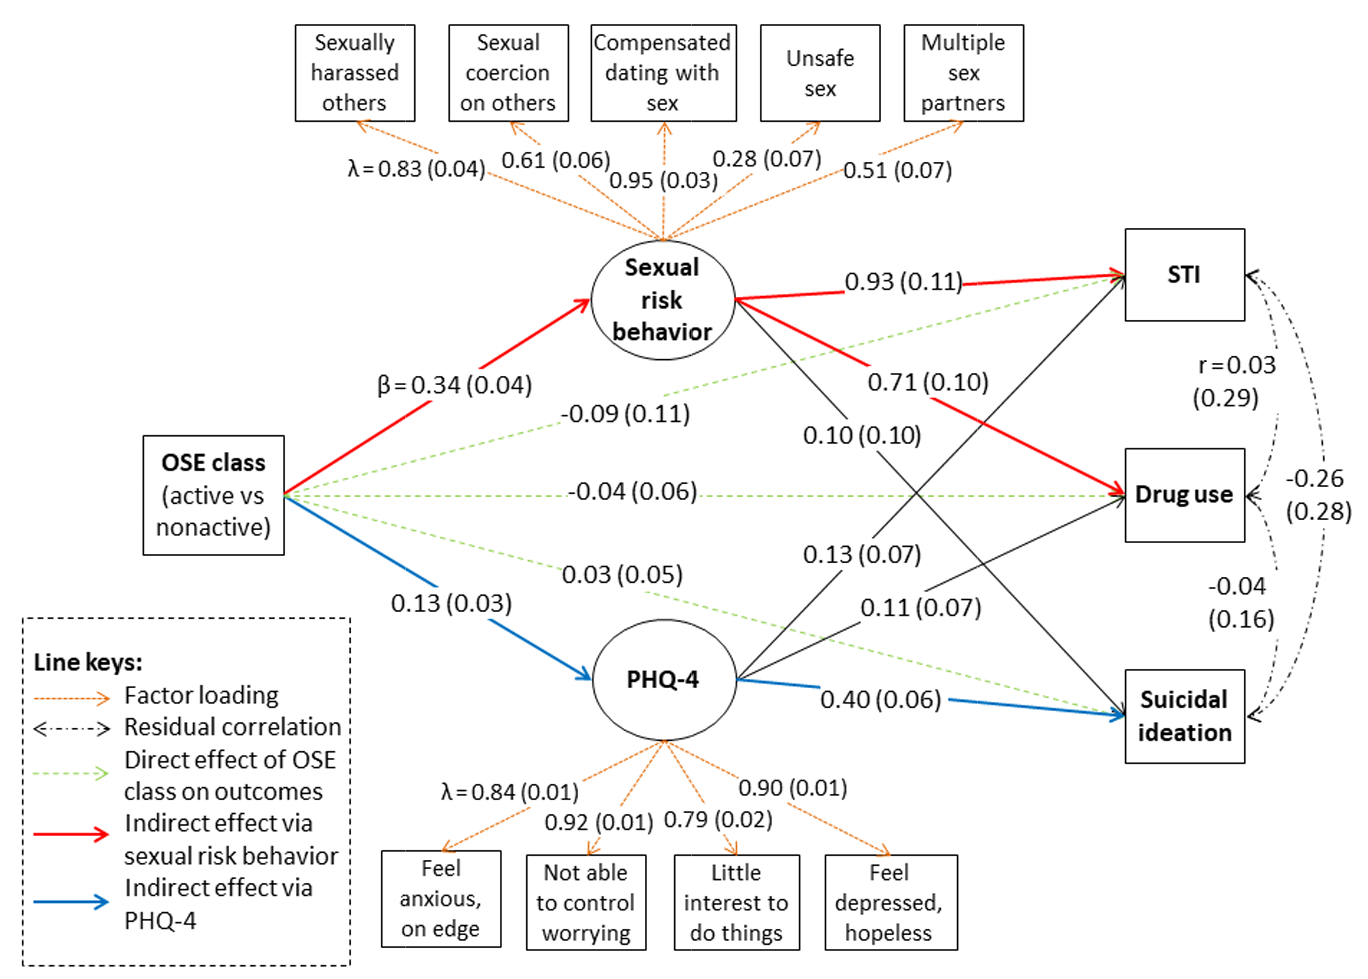 Sexually
harassed
others
Sexual
coercion
on others
Compensated
dating with
sex
Unsafe
sex
Multiple
sex
partners
λ = 0.83 (0.04)
0.61 (0.06)
0.95 (0.03)
0.28 (0.07)
0.51 (0.07)
Sexual
risk
behavior
STI
0.93 (0.11)
β = 0.34 (0.04)
-0.09 (0.11)
0.71 (0.10)
0.10 (0.10)
r = 0.03
(0.29)
OSE class
(active vs
nonactive)
-0.04 (0.06)
Drug use
-0.26
(0.28)
0.03 (0.05)
0.13 (0.07)
0.13 (0.03)
0.11 (0.07)
-0.04
(0.16)
PHQ-4
0.40 (0.06)
Suicidal
ideation
Line keys:
Factor loading
Residual correlation
Direct effect of OSE
class on outcomes
Indirect effect via
sexual risk behavior
Indirect effect via
PHQ-4
λ = 0.84 (0.01)
0.92 (0.01)
0.79 (0.02)
0.90 (0.01)
Feel
anxious,
on edge
Not able
to control
worrying
Little
interest to
do things
Feel
depressed,
hopeless